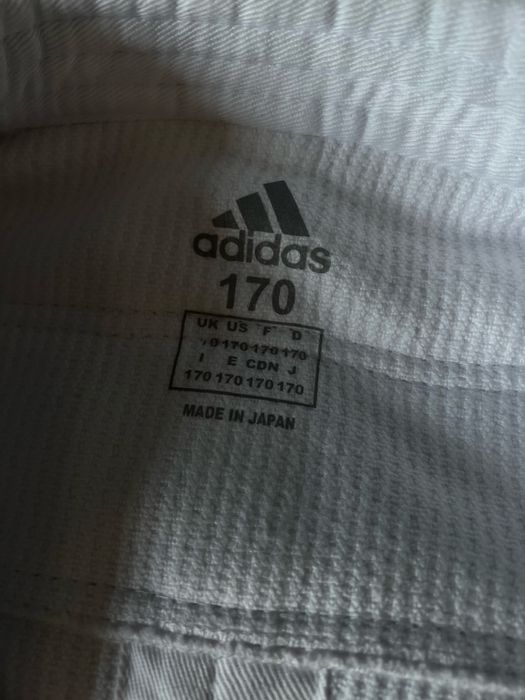 adidas
170
UK US F D
170 170 170
I E CDN J
170 170 170 170
MADE IN JAPAN